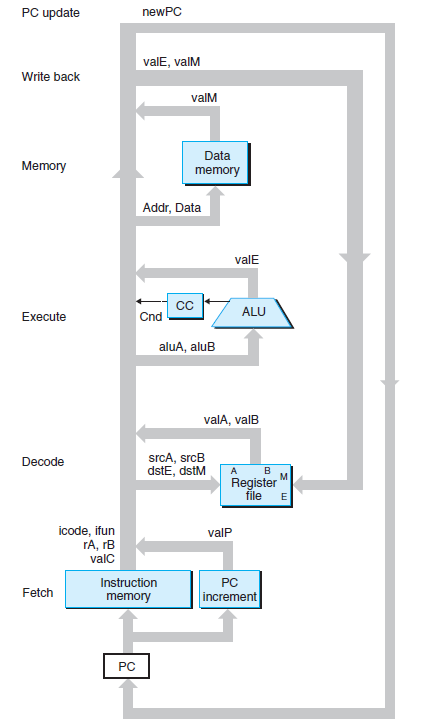 PC update
newPC
valE, valM
Write back
valM
Data
memory
Memory
Addr, Data
valE
CC
ALU
Cnd
Execute
aluA, aluB
valA, valB
srcA, srcB
dstE, dstM
Decode
A
B
M
Register
file
E
icode, ifun
rA, rB
valC
valP
Fetch
Instruction
memory
PC
increment
PC